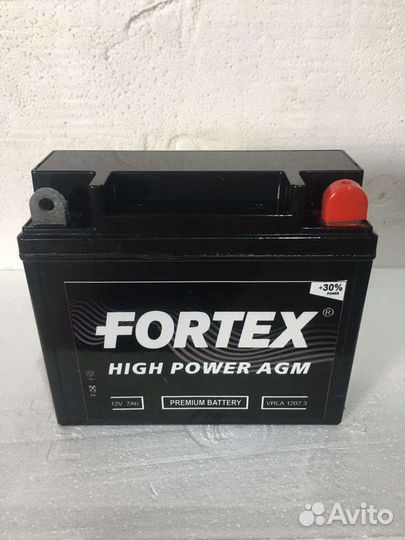 +30%
POWER
FORTEX®
HIGH POWER AGM
12V 7Ah PREMIUM BATTERY VRLA 1207.3
Avito